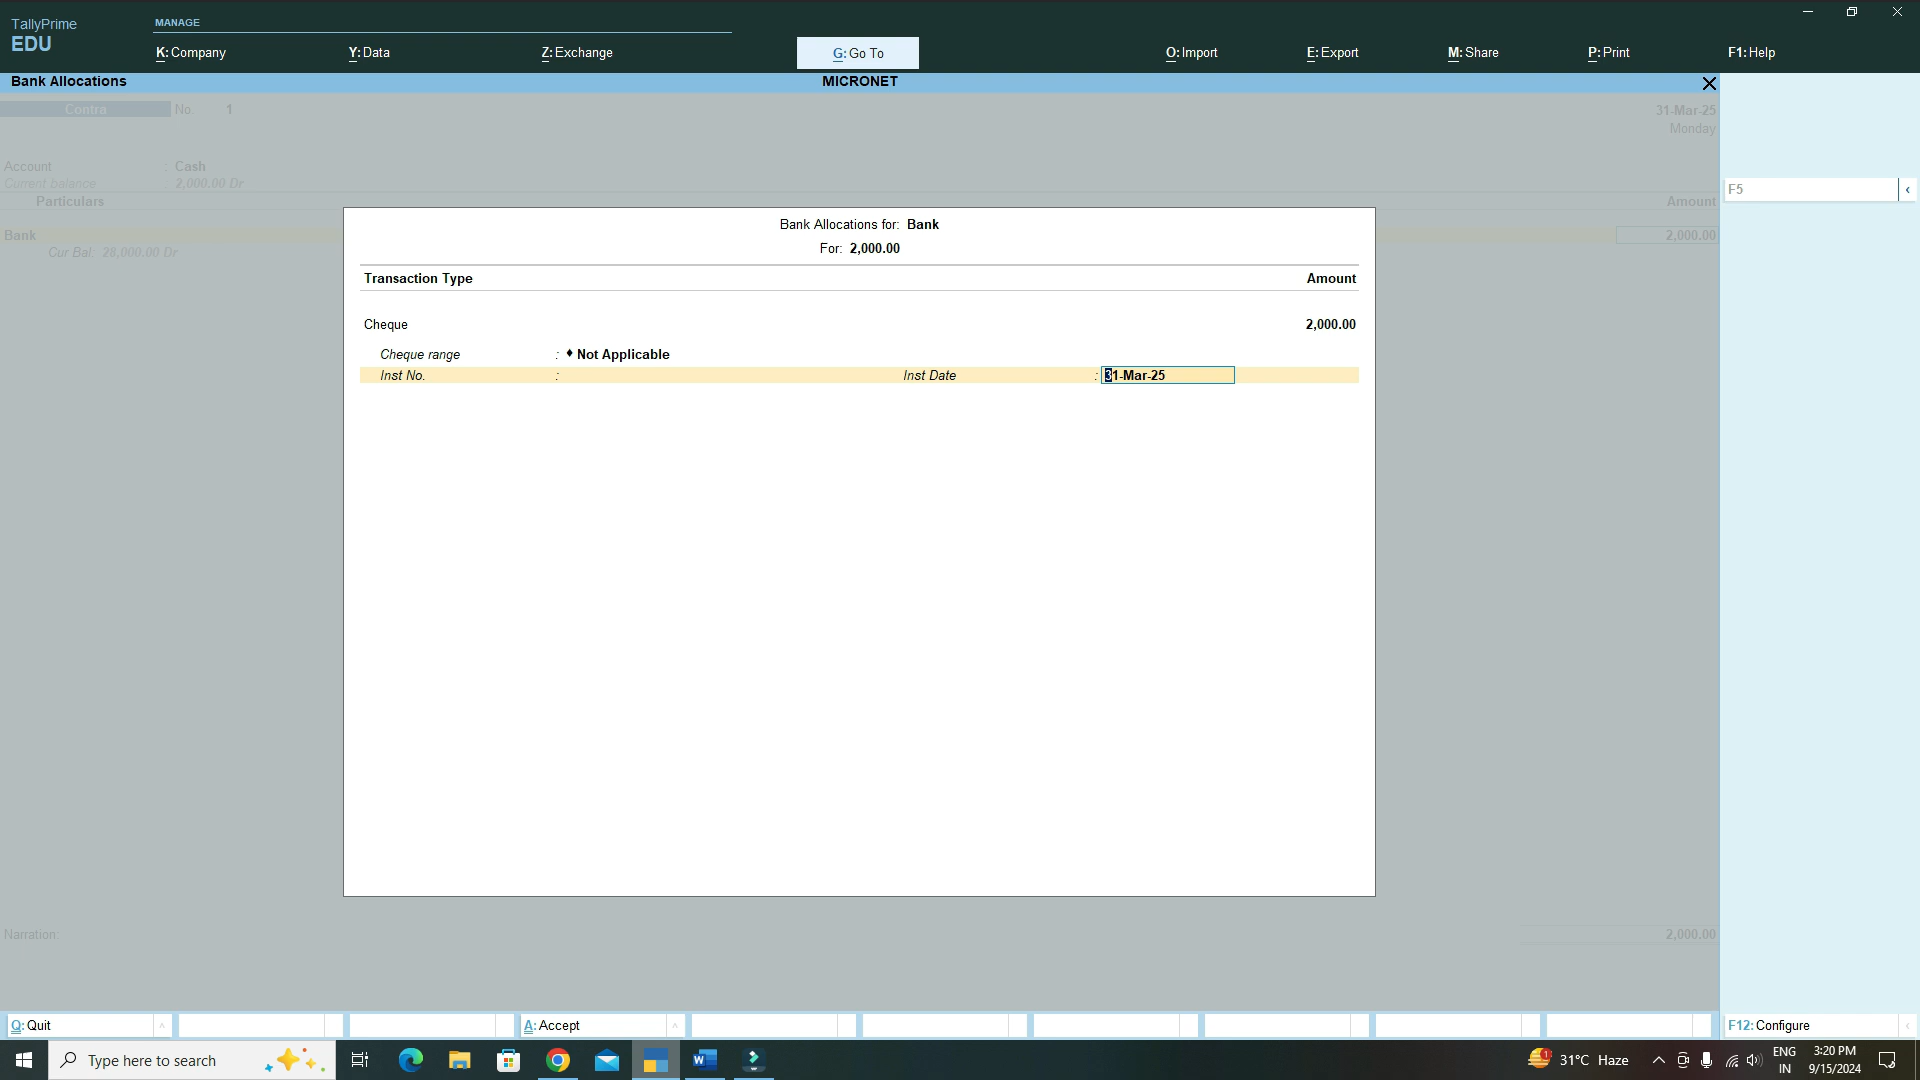 TallyPrime
EDU
MANAGE
K: Company
Y: Data
Z: Exchange
G: Go To
O: Import
E: Export
M: Share
P: Print
F1: Help
Bank Allocations
MICRONET
Contra No. 1
31-Mar-25
Monday
Account : Cash
Current balance : 2,000.00 Dr
Particulars
Amount
Bank
2,000.00
Cur Bal: 28,000.00 Dr
F5
Bank Allocations for: Bank
For: 2,000.00
Transaction Type
Amount
Cheque
2,000.00
Cheque range : ♦ Not Applicable
Inst No. :
Inst Date : 31-Mar-25
Narration:
2,000.00
Q: Quit
A: Accept
F12: Configure
Type here to search
1
31°C Haze
ENG
IN
3:20 PM
9/15/2024